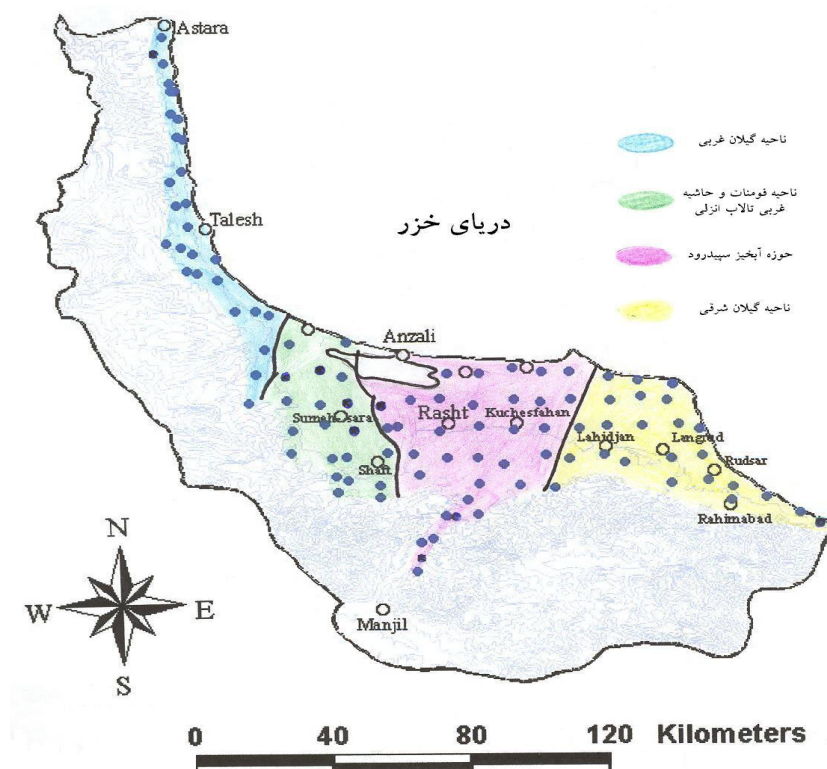 Astara
ناحیه گیلان غربی
ناحیه فومنات و حاشیه
غربی تالاب انزلی
Talesh
دریای خزر
حوزه آبخیز سپیدرود
ناحیه گیلان شرقی
Anzali
Rasht
Kuchesfahan
Lahidjan
Langrud
Shaft
Rudsar
Rahimabad
N
W
E
S
Manjil
0
40
80
120
Kilometers